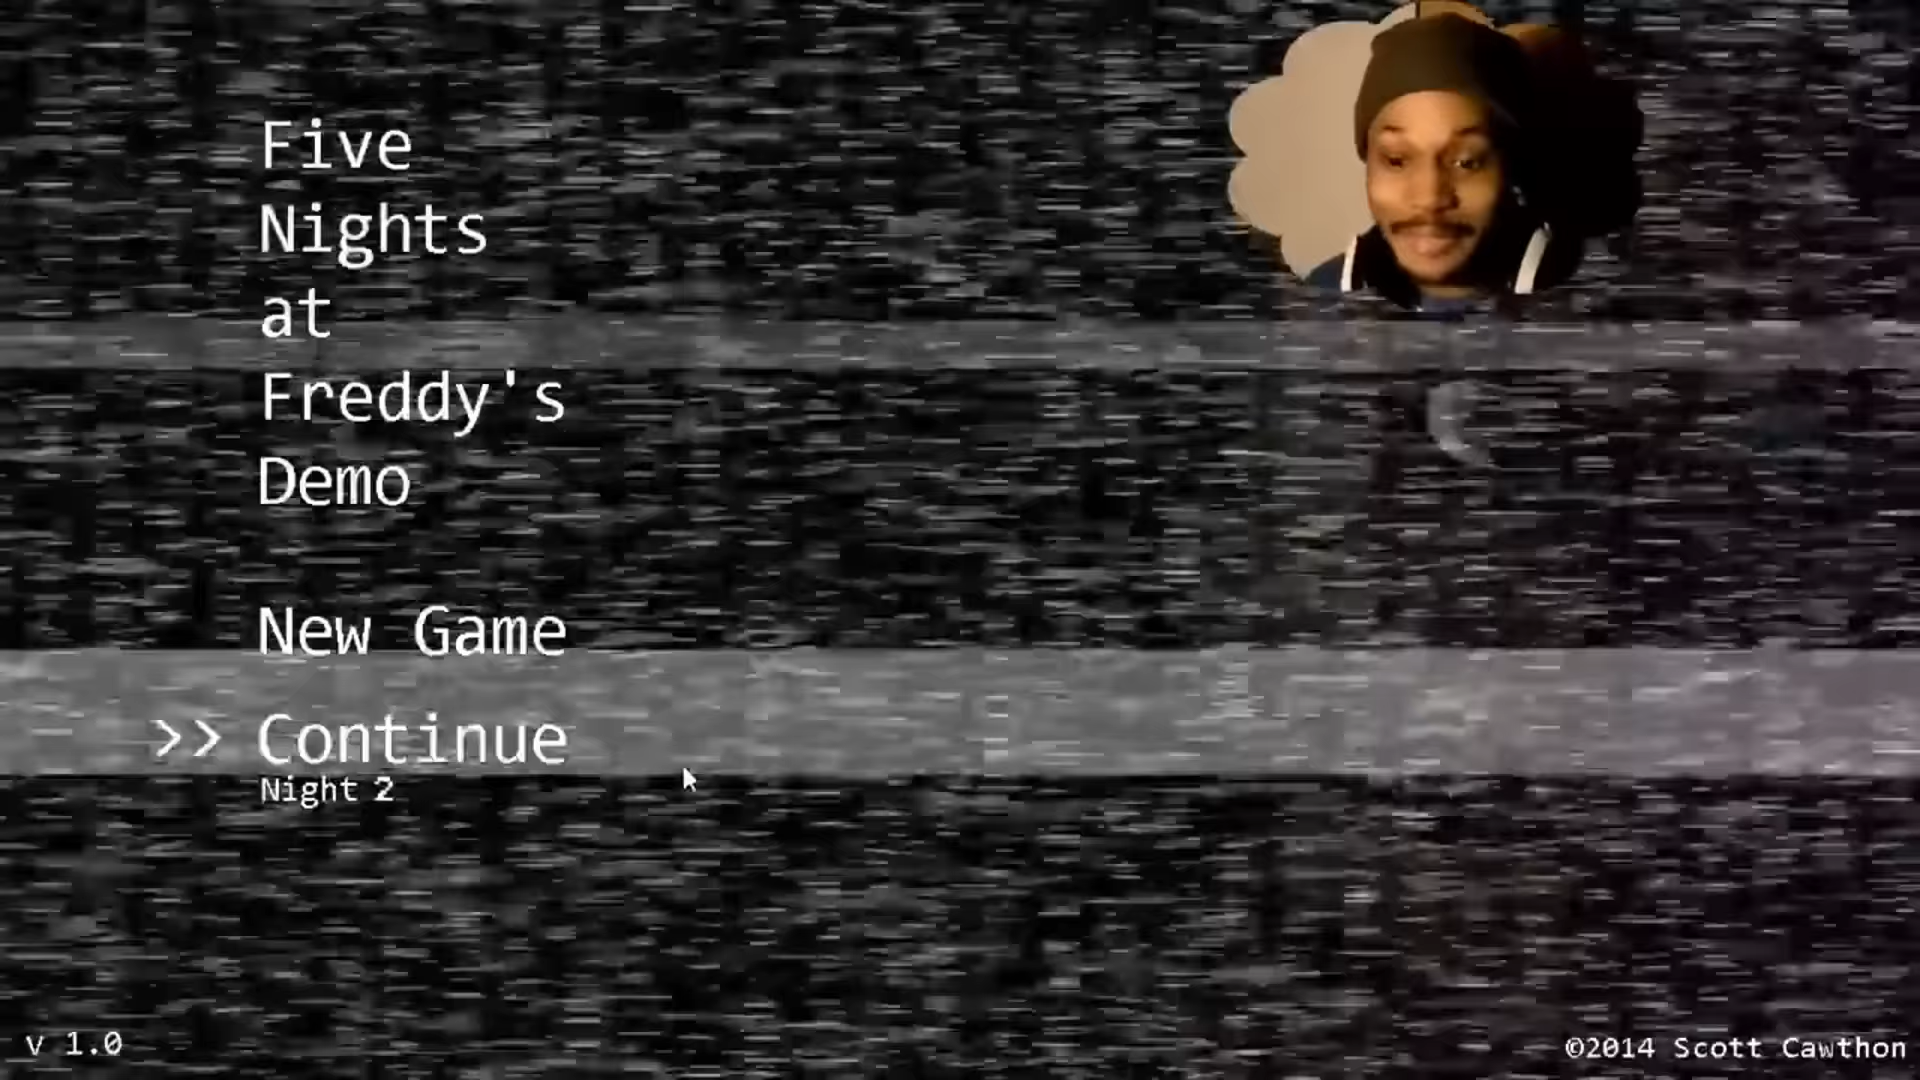 Five
Nights
at
Freddy's
Demo
New Game
>> Continue
Night 2
v 1.0
©2014 Scott Cawthon